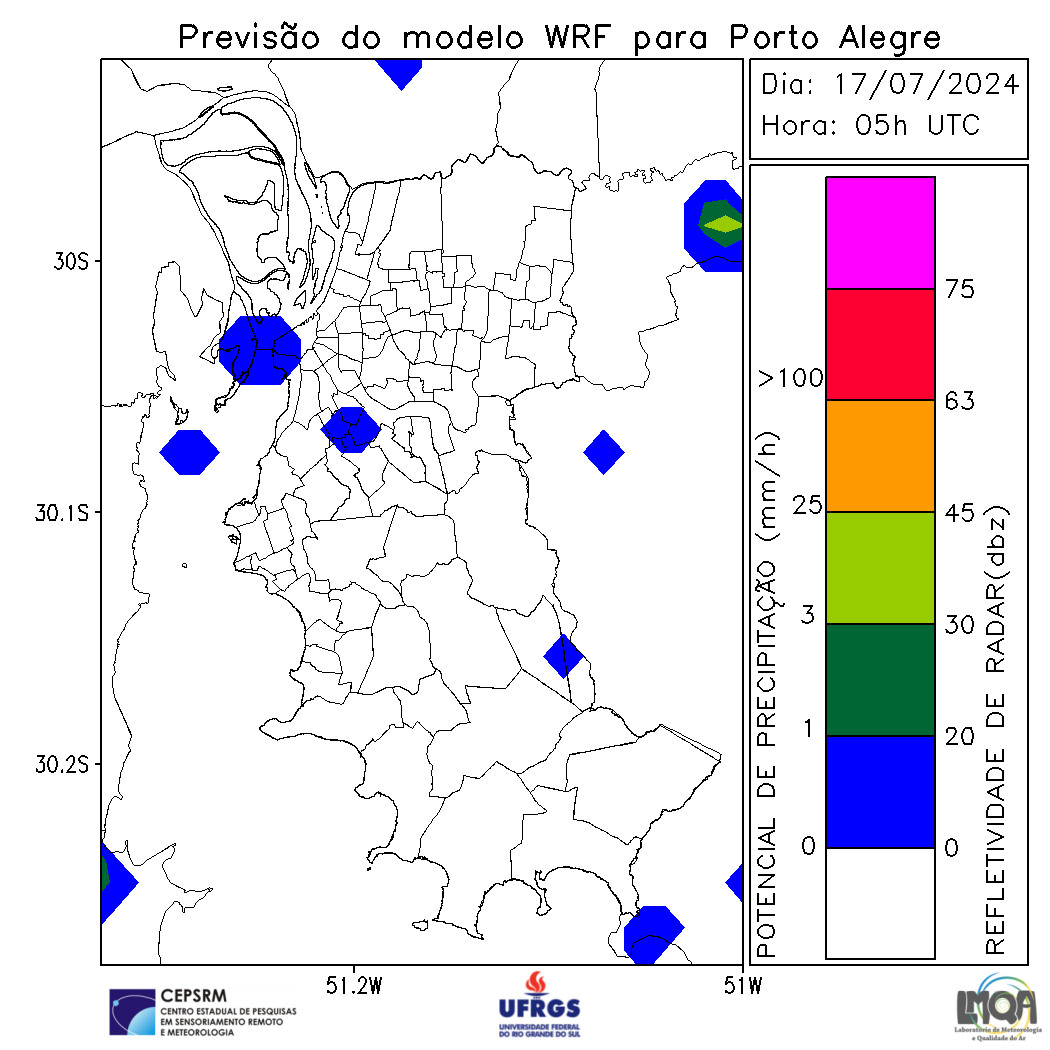 Previsão do modelo WRF para Porto Alegre
Dia: 17/07/2024
Hora: 05h UTC
30S
30.1S
30.2S
51.2W
51W
POTENCIAL DE PRECIPITAÇÃO (mm/h)
>100
25
3
1
0
75
63
45
30
20
0
REFLETIVIDADE DE RADAR(dbz)
CEPSRM
CENTRO ESTADUAL DE PESQUISAS
EM SENSORIAMENTO REMOTO
E METEOROLOGIA
UFRGS
UNIVERSIDADE FEDERAL
DO RIO GRANDE DO SUL
LMQA
Laboratório de Meteorologia
e Qualidade do Ar